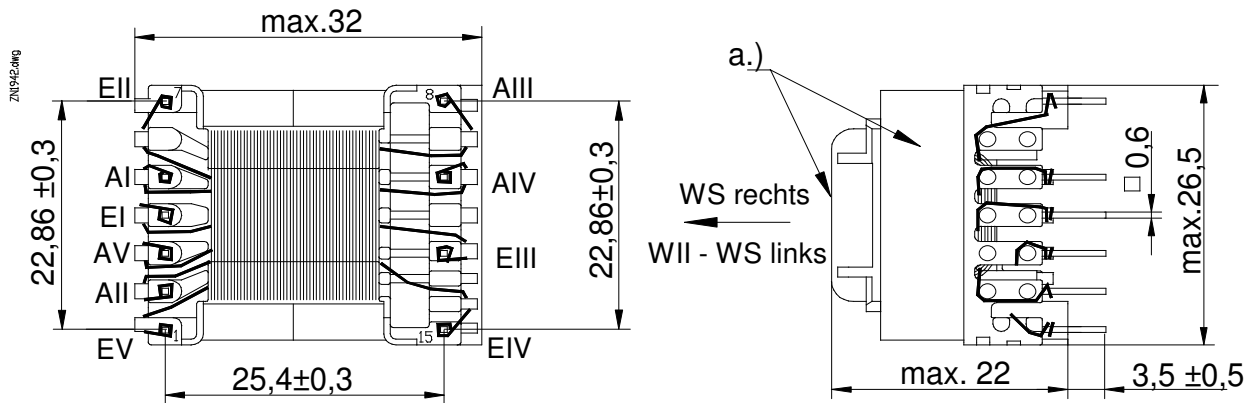 ZN1942.dwg
max.32
EII
7
8
AIII
22,86 ±0,3
AI
AIV
EI
AV
EIII
AII
EV
1
15
EIV
22,86±0,3
25,4±0,3
a.)
WS rechts
WII - WS links
□ 0,6
max.26,5
max. 22
3,5 ±0,5